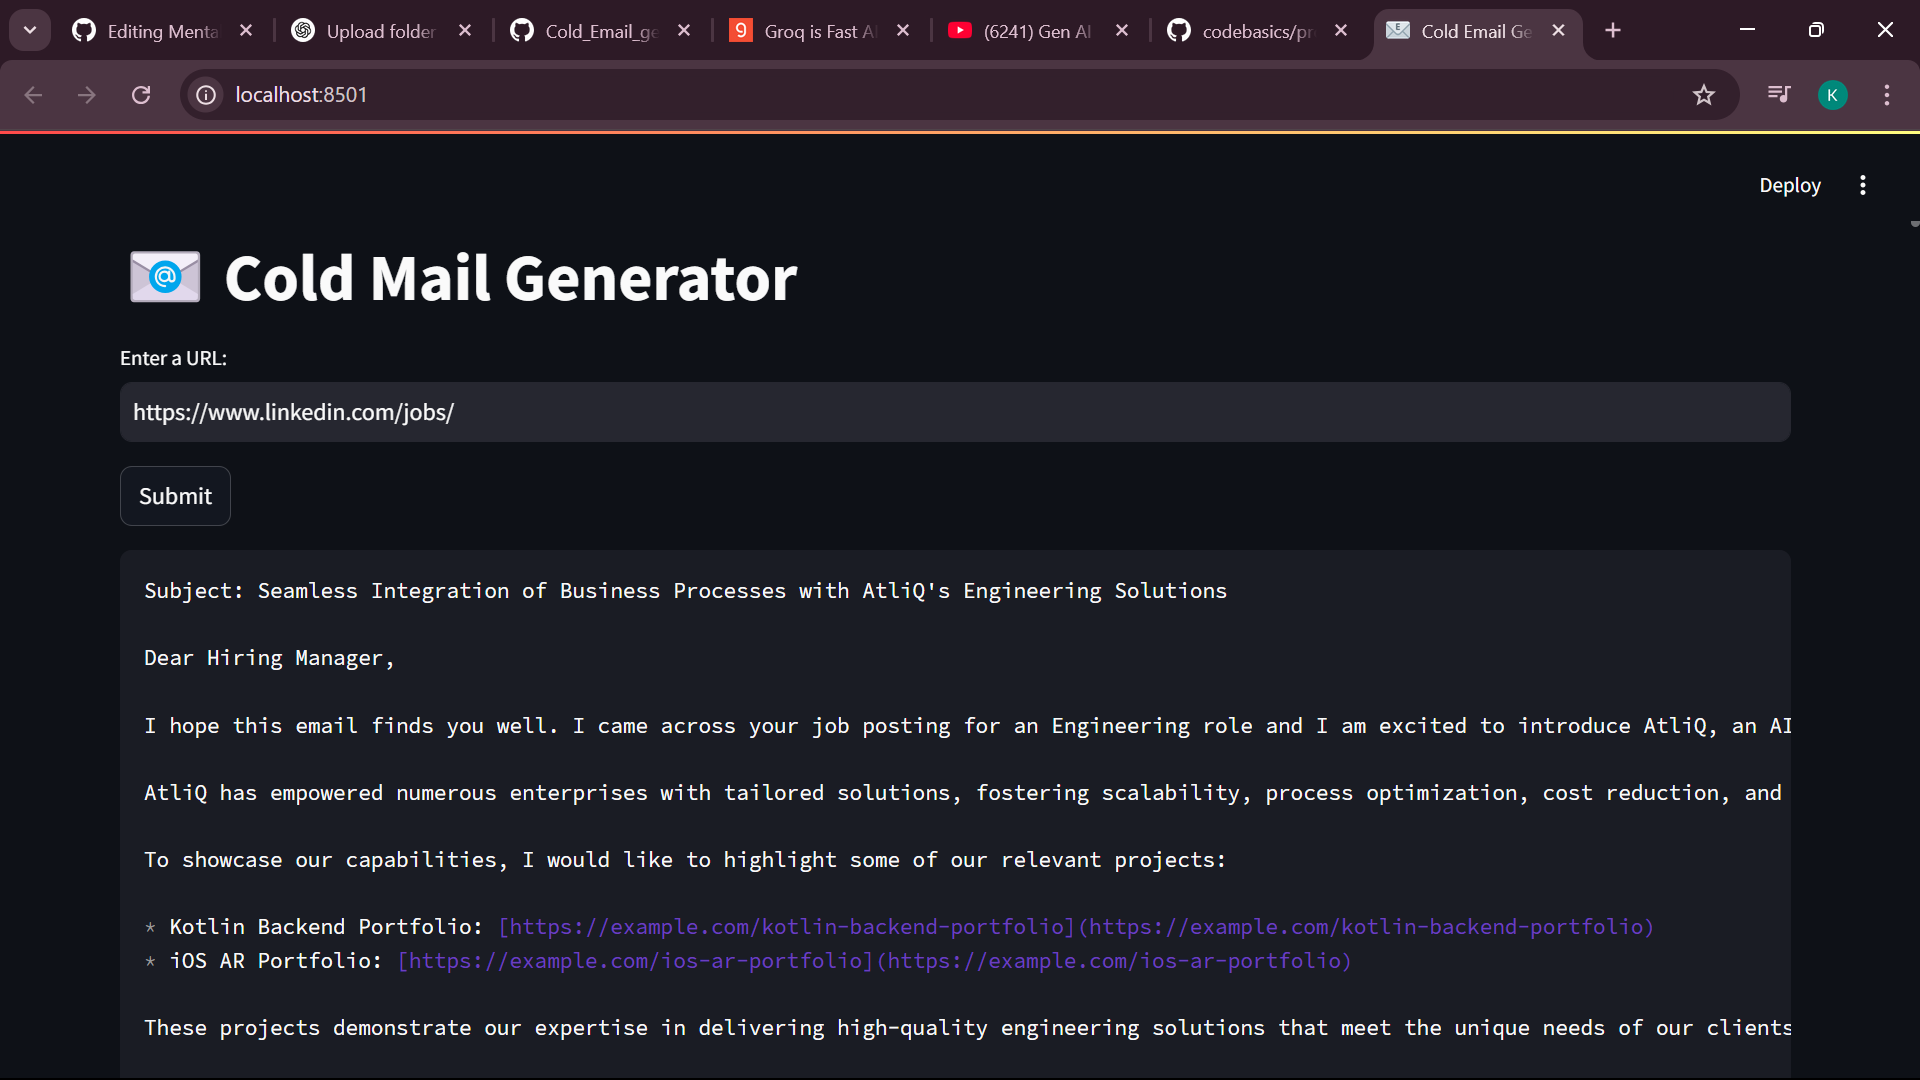 Editing Menta
Upload folder
Cold_Email_ge
Groq is Fast A
(6241) Gen AI
codebasics/pr
Cold Email Ge
localhost:8501
K
Deploy
Cold Mail Generator
Enter a URL:
https://www.linkedin.com/jobs/
Submit
Subject: Seamless Integration of Business Processes with AtliQ's Engineering Solutions
Dear Hiring Manager,
I hope this email finds you well. I came across your job posting for an Engineering role and I am excited to introduce AtliQ, an AI
AtliQ has empowered numerous enterprises with tailored solutions, fostering scalability, process optimization, cost reduction, and
To showcase our capabilities, I would like to highlight some of our relevant projects:
* Kotlin Backend Portfolio: [https://example.com/kotlin-backend-portfolio](https://example.com/kotlin-backend-portfolio)
* iOS AR Portfolio: [https://example.com/ios-ar-portfolio](https://example.com/ios-ar-portfolio)
These projects demonstrate our expertise in delivering high-quality engineering solutions that meet the unique needs of our clients